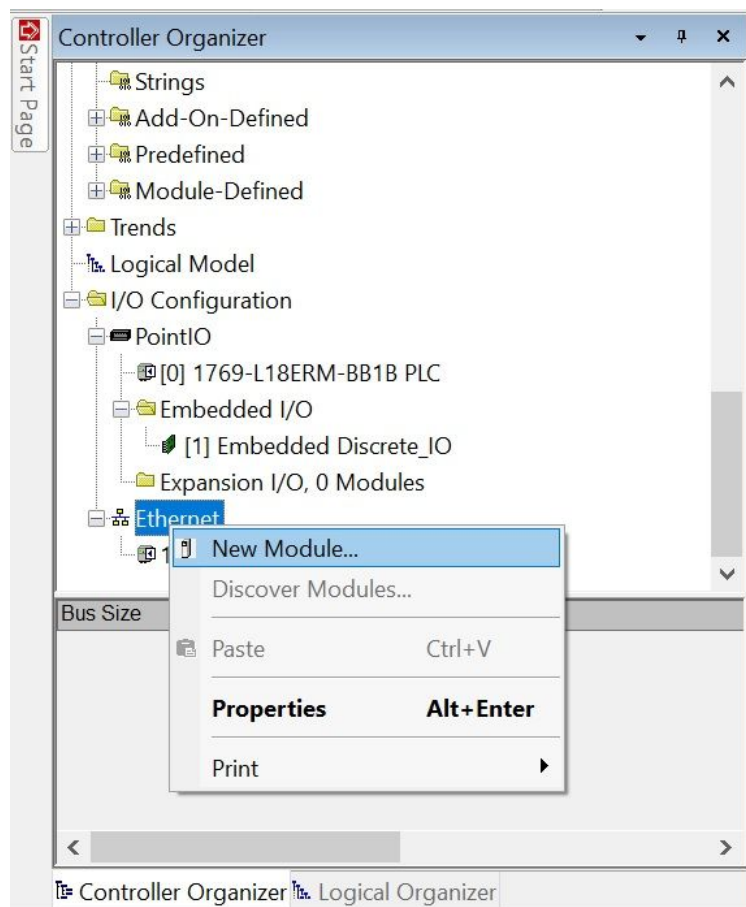 Start Page
Controller Organizer
Strings
Add-On-Defined
Predefined
Module-Defined
Trends
Logical Model
I/O Configuration
PointIO
[0] 1769-L18ERM-BB1B PLC
Embedded I/O
[1] Embedded Discrete_IO
Expansion I/O, 0 Modules
Ethernet
1
New Module...
Discover Modules...
Bus Size
Paste Ctrl+V
Properties Alt+Enter
Print
Controller Organizer Logical Organizer